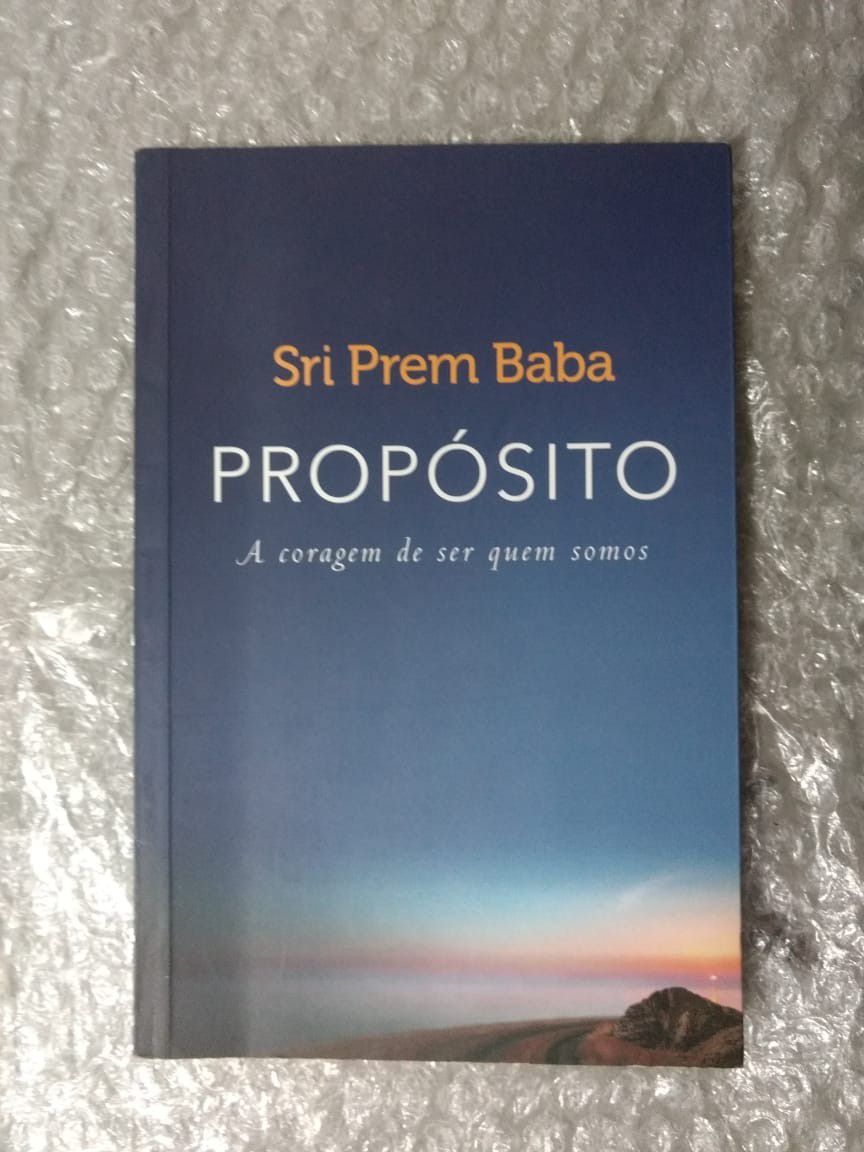 Sri Prem Baba
PROPÓSITO
A coragem de ser quem somos